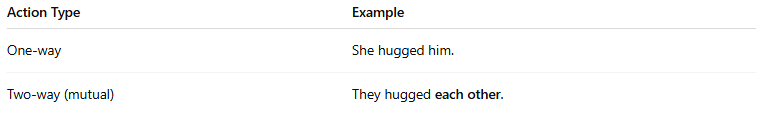 Action Type Example
One-way She hugged him.
Two-way (mutual) They hugged each other.